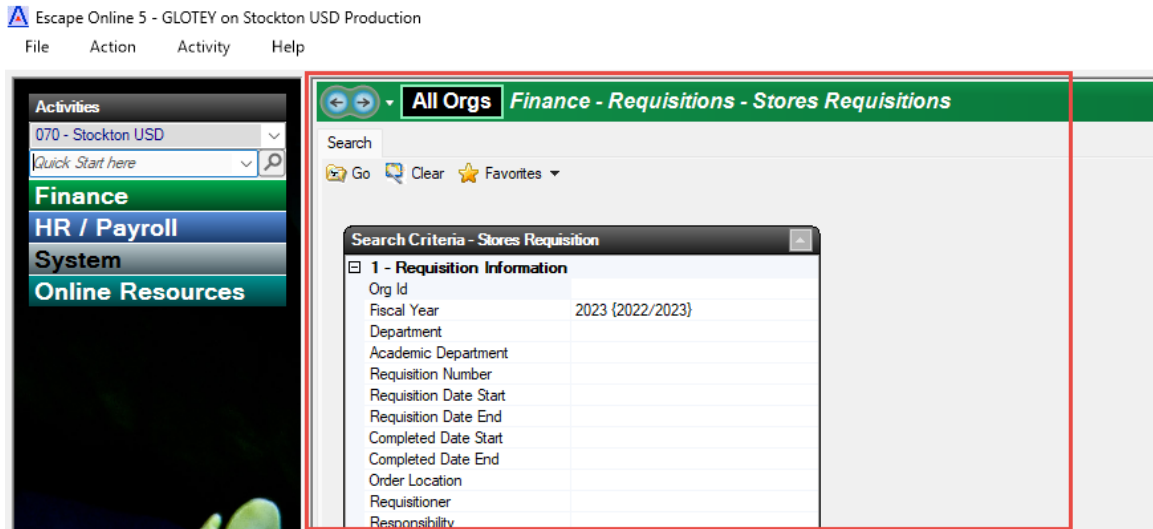 Escape Online 5 - GLOTEY on Stockton USD Production
File Action Activity Help
Activities
070 - Stockton USD
Quick Start here
Finance
HR / Payroll
System
Online Resources
All Orgs Finance - Requisitions - Stores Requisitions
Search
Go Clear Favorites
Search Criteria - Stores Requisition
1 - Requisition Information
Org Id
Fiscal Year 2023 {2022/2023}
Department
Academic Department
Requisition Number
Requisition Date Start
Requisition Date End
Completed Date Start
Completed Date End
Order Location
Requisitioner
Responsibility